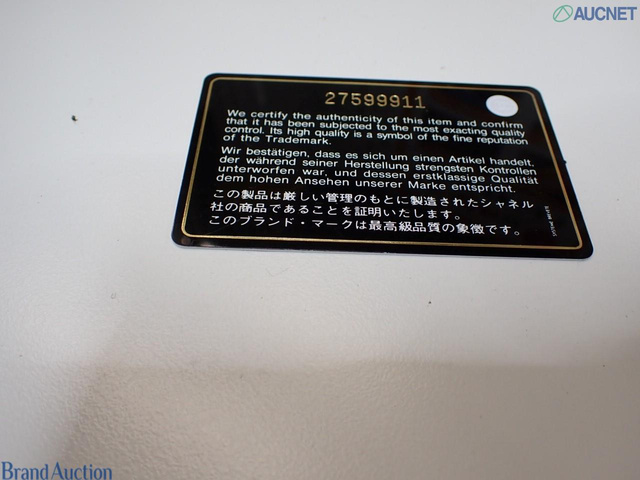 AUCNET
27599911
We certify the authenticity of this item and confirm
that it has been subjected to the most exacting quality
control. Its high quality is a symbol of the fine reputation
of the Trademark.
Wir bestätigen, dass es sich um einen Artikel handelt,
der während seiner Herstellung strengsten Kontrollen
unterworfen war, und dessen erstklassige Qualität
dem hohen Ansehen unserer Marke entspricht.
この製品は厳しい管理のもとに製造されたシャネル
社の商品であることを証明いたします。
このブランド・マークは最高級品質の象徴です。
Brand Auction